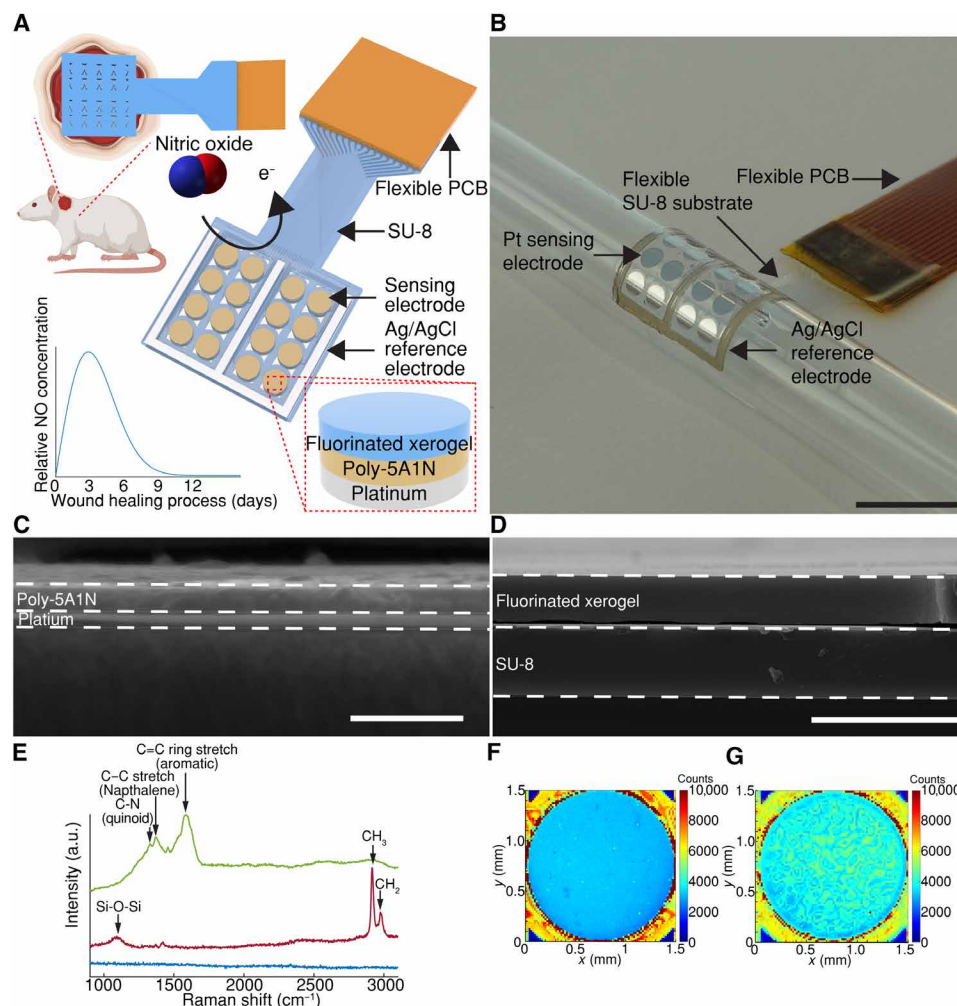 A
Nitric oxide
e⁻
Flexible PCB
SU-8
Sensing
electrode
Ag/AgCl
reference
electrode
Relative NO concentration
0 3 6 9 12
Wound healing process (days)
Fluorinated xerogel
Poly-5A1N
Platinum
B
Flexible PCB
Flexible
SU-8 substrate
Pt sensing
electrode
Ag/AgCl
reference
electrode
C
Poly-5A1N
Platium
D
Fluorinated xerogel
SU-8
E
C=C ring stretch
(aromatic)
C–C stretch
(Napthalene)
C-N
(quinoid)
CH₃
CH₂
Si-O-Si
Intensity (a.u.)
1000 1500 2000 2500 3000
Raman shift (cm⁻¹)
F
Counts
10,000
8000
6000
4000
2000
0
1.5
1.0
0.5
0
y (mm)
0 0.5 1.0 1.5
x (mm)
G
Counts
10,000
8000
6000
4000
2000
0
1.5
1.0
0.5
0
y (mm)
0 0.5 1.0 1.5
x (mm)